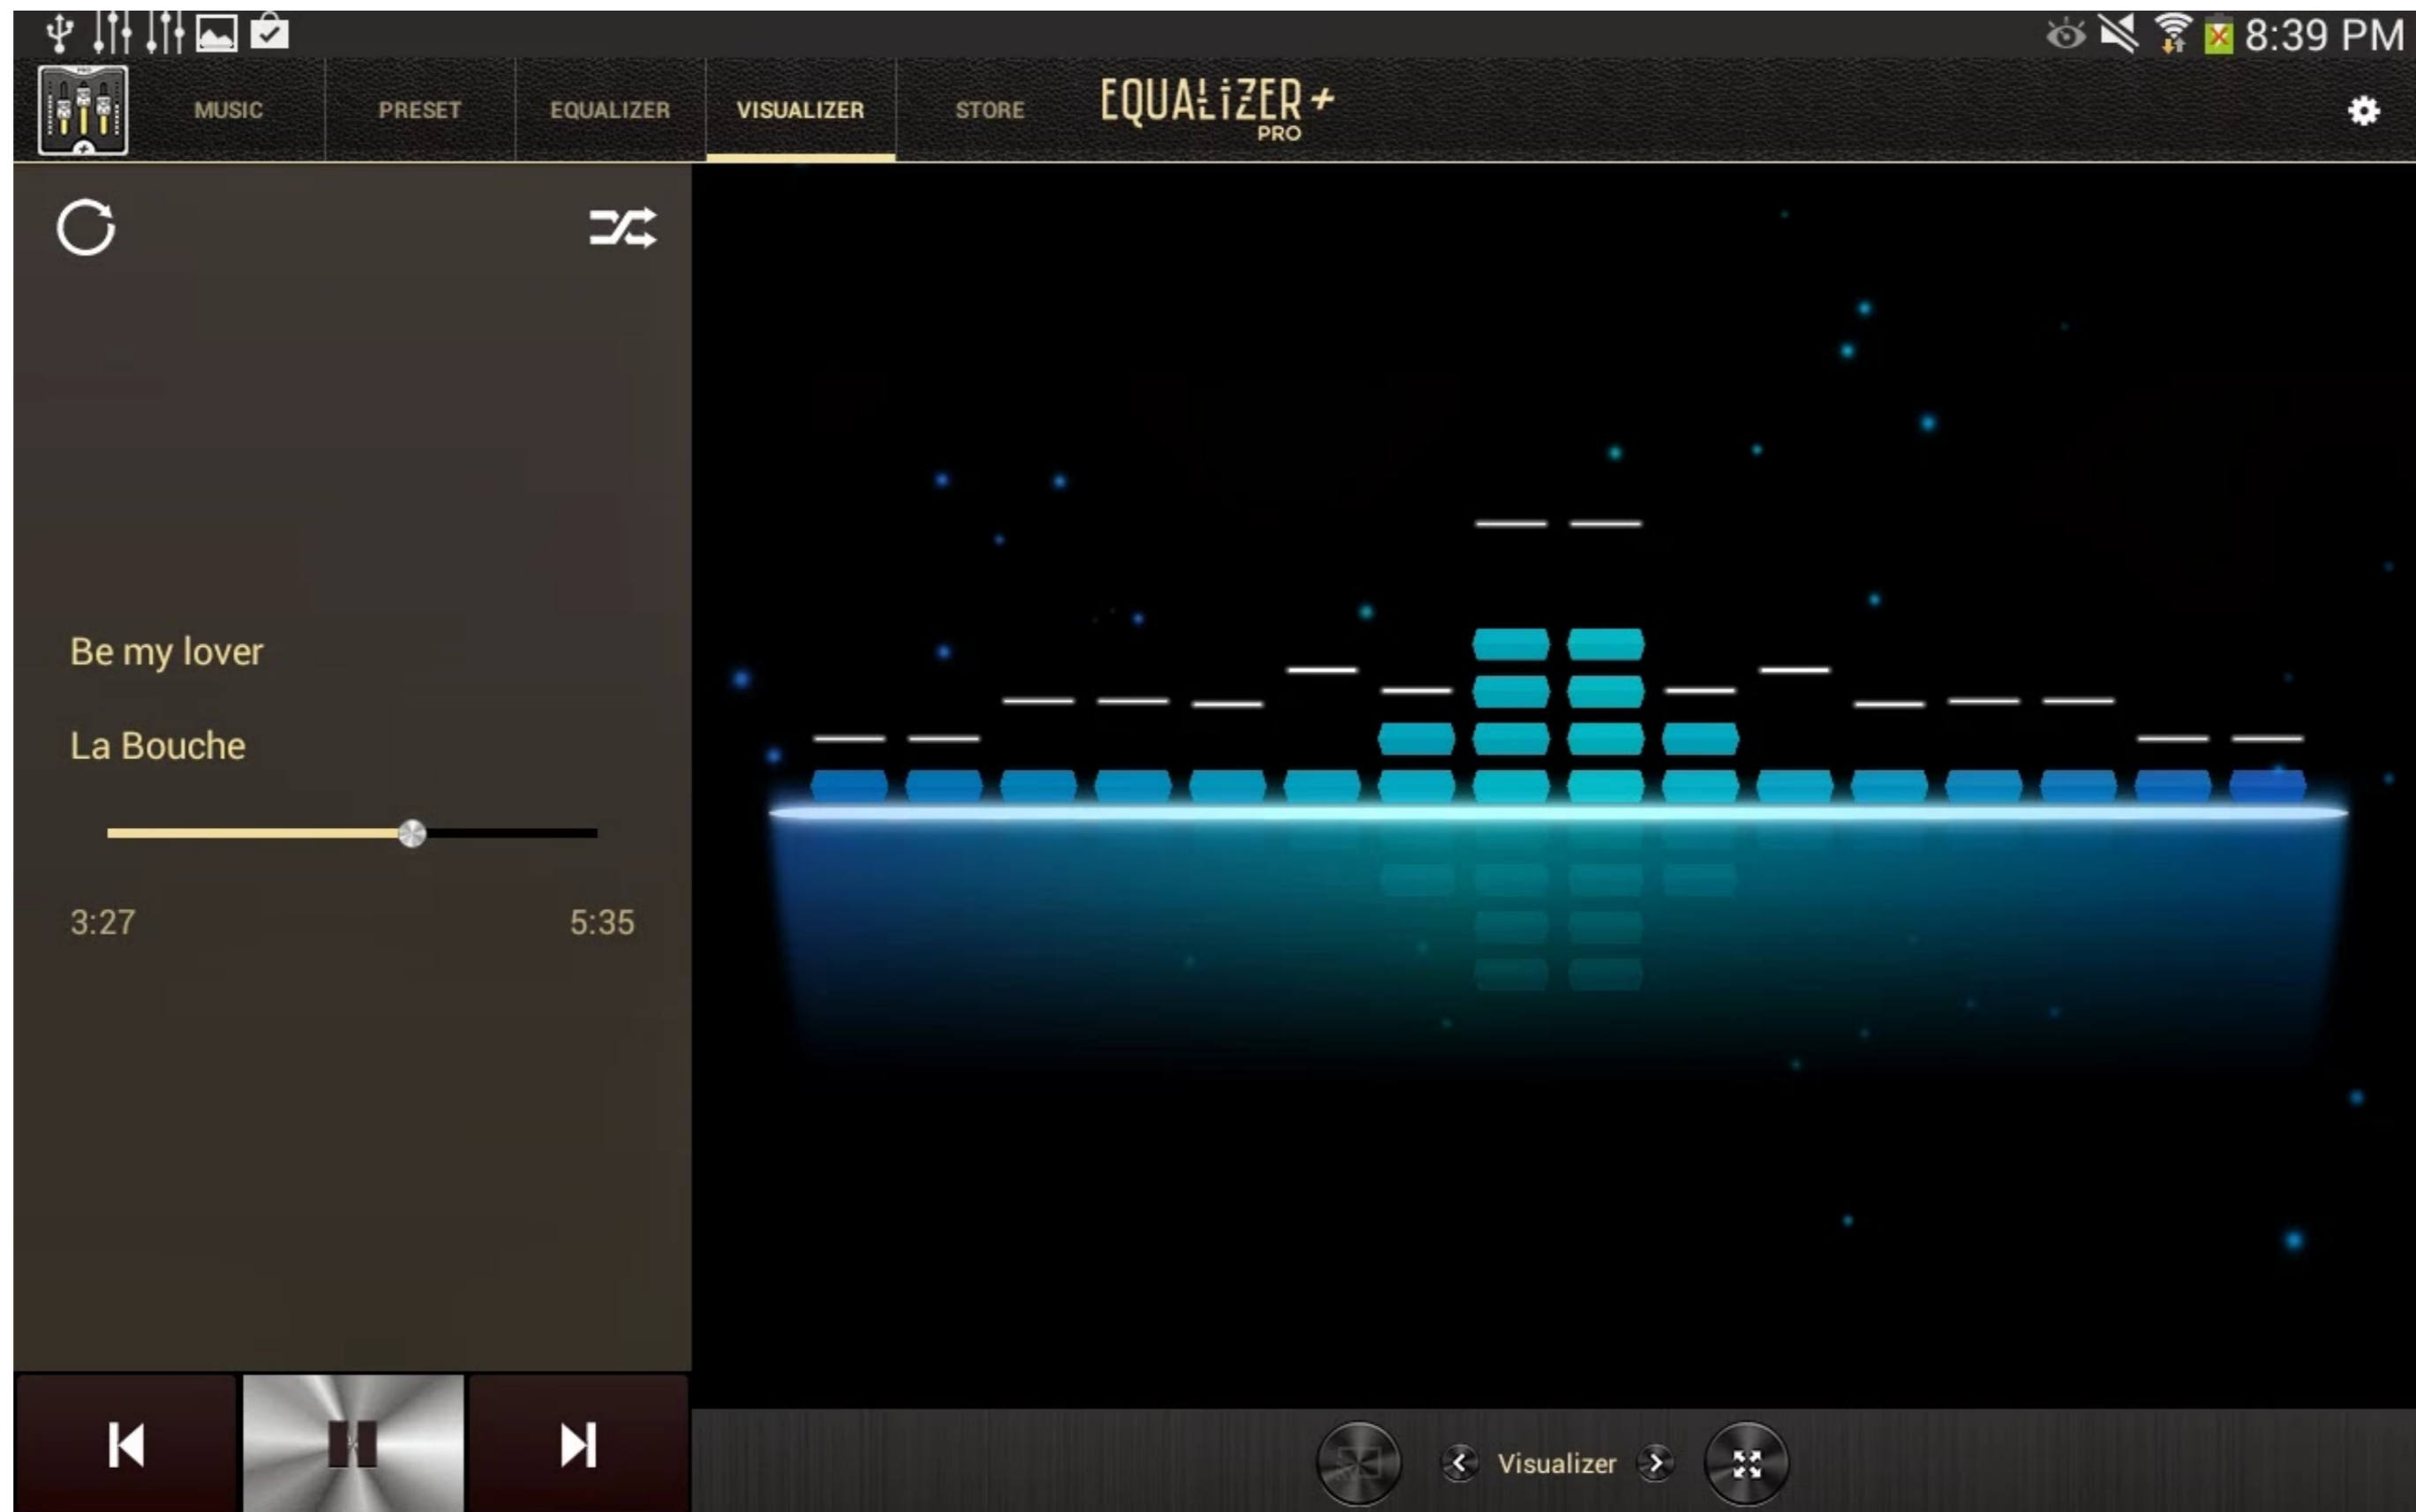 8:39 PM
MUSIC
PRESET
EQUALIZER
VISUALIZER
STORE
EQUALIZER+
PRO
Be my lover
La Bouche
3:27
5:35
Visualizer